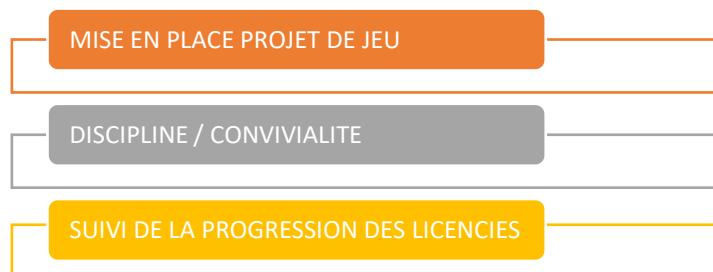 MISE EN PLACE PROJET DE JEU
DISCIPLINE / CONVIVIALITE
SUIVI DE LA PROGRESSION DES LICENCIES